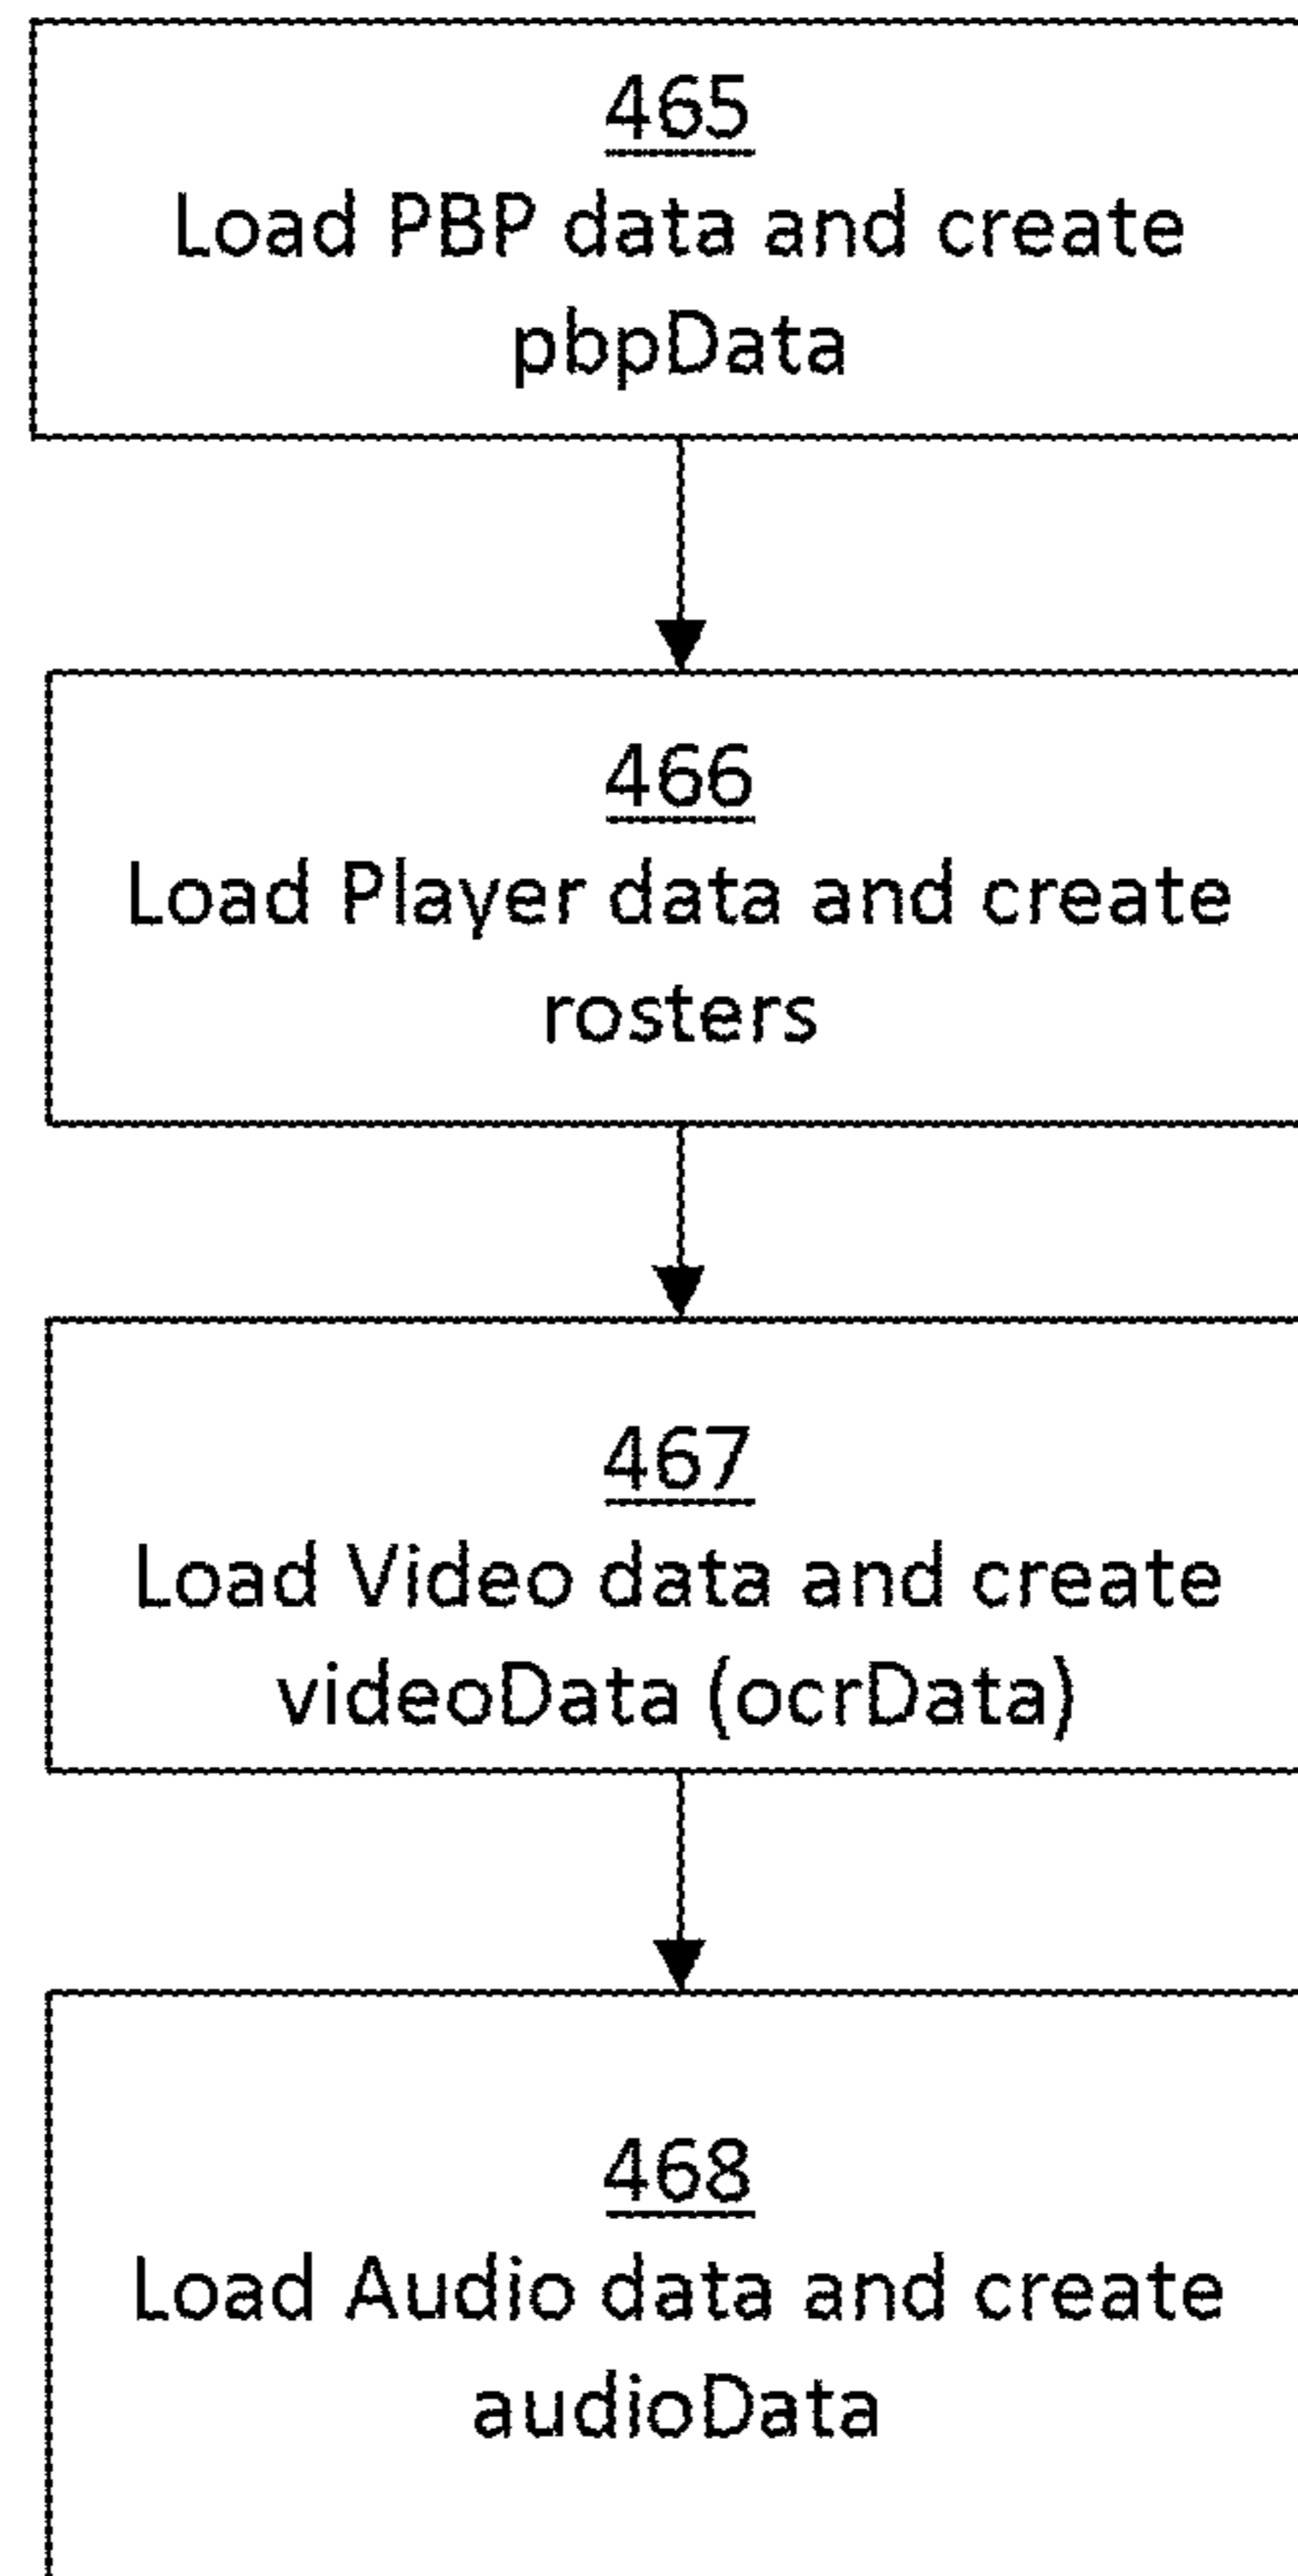 465
Load PBP data and create
pbpData
466
Load Player data and create
rosters
467
Load Video data and create
videoData (ocrData)
468
Load Audio data and create
audioData